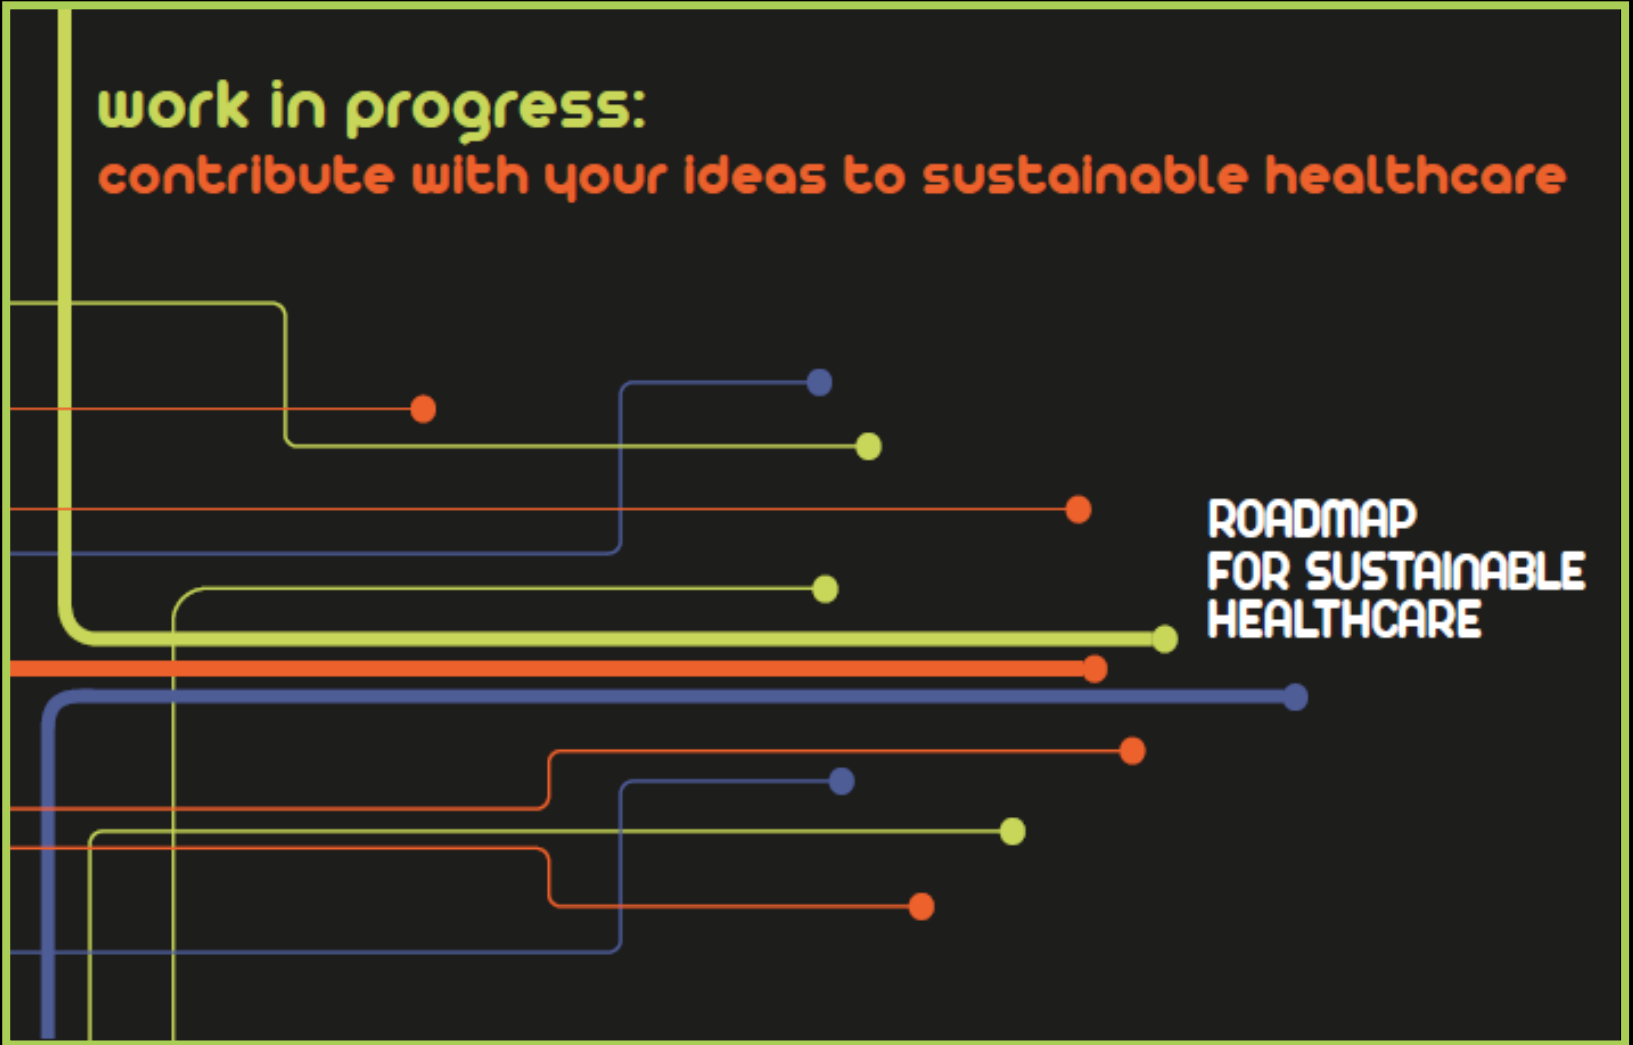 work in progress:
contribute with your ideas to sustainable healthcare
ROADMAP
FOR SUSTAINABLE
HEALTHCARE